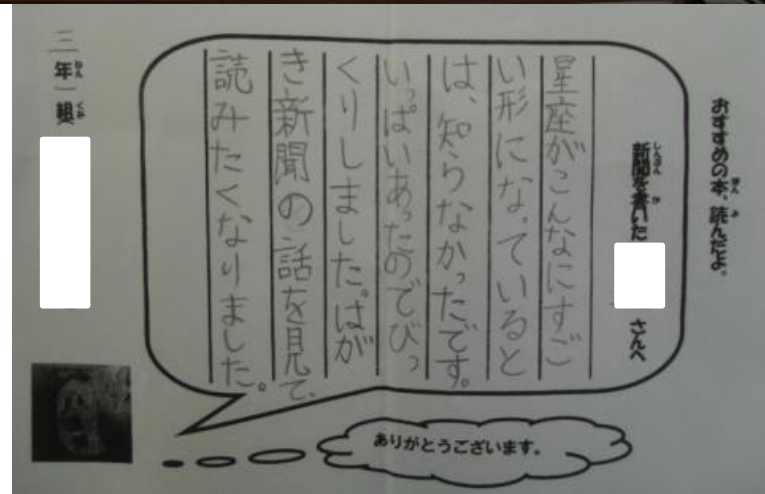 おすすめの本、読んだよ。
新聞を書いた
さんへ
星座がこんなにすご
い形になっていると
は、知らなかったです。
いっぱいあったのでびっ
くりしました。はが
き新聞の話を見て、
読みたくなりました。
三年一組
ありがとうございます。